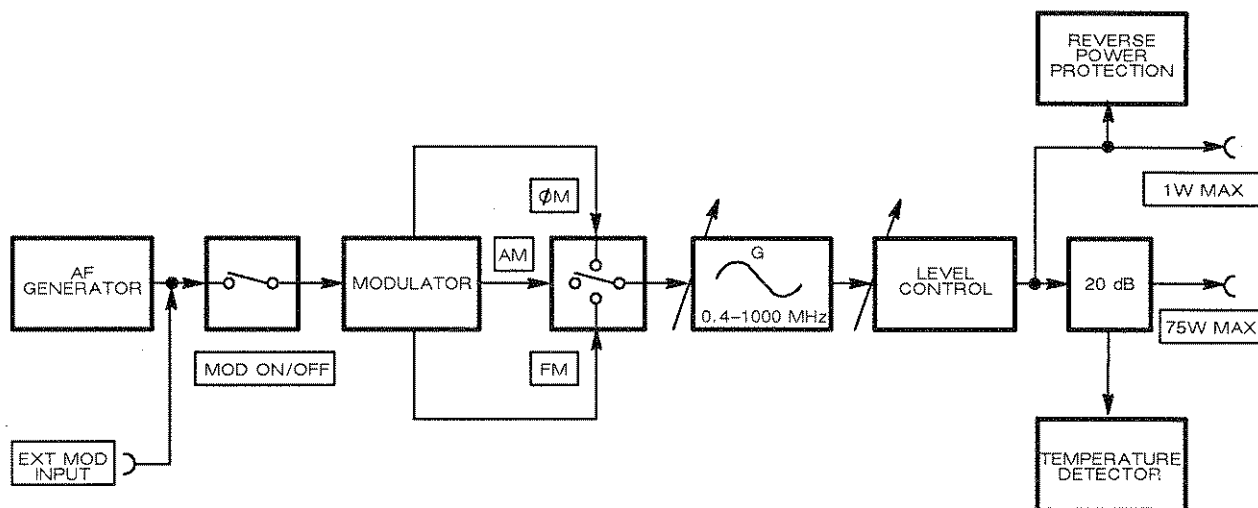 REVERSE
POWER
PROTECTION
1W MAX
ØM
AM
G
AF
GENERATOR
MODULATOR
0.4–1000 MHz
LEVEL
CONTROL
20 dB
75W MAX
MOD ON/OFF
FM
EXT MOD
INPUT
TEMPERATURE
DETECTOR